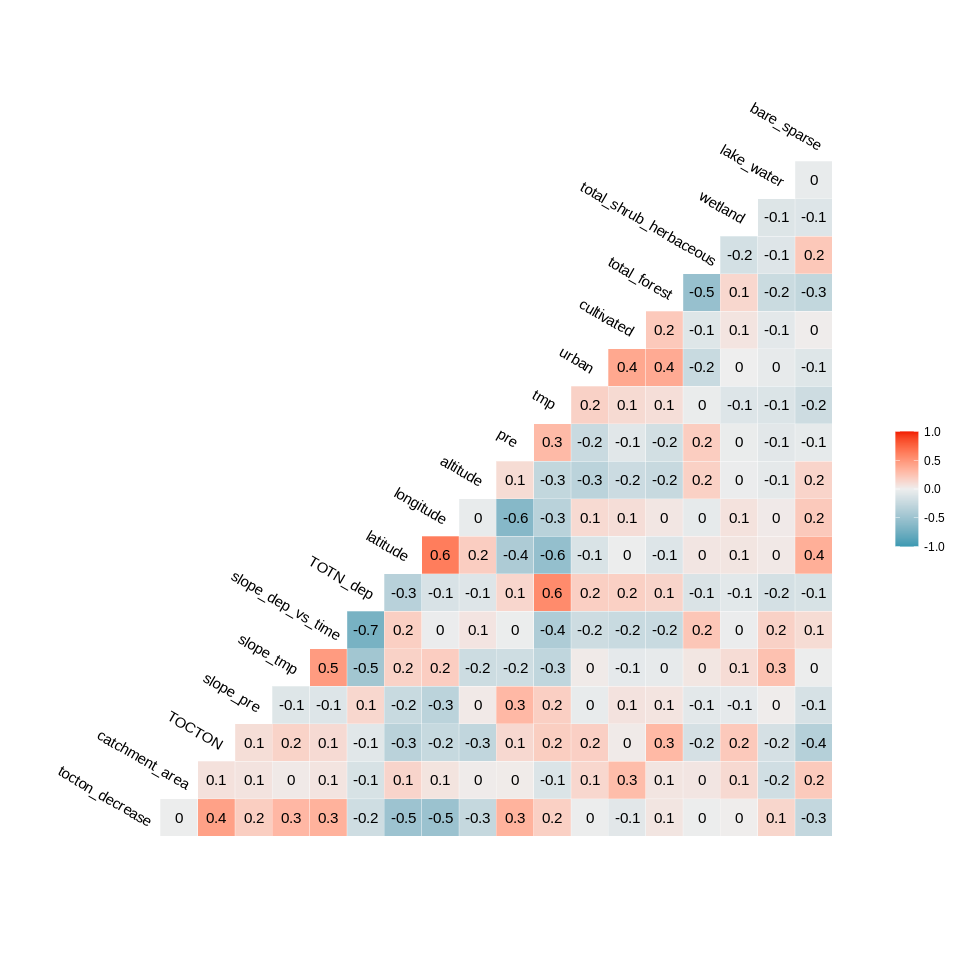 bare_sparse
lake_water 0
wetland -0.1 -0.1
total_shrub_herbaceous -0.2 -0.1 0.2
total_forest -0.5 0.1 -0.2 -0.3
cultivated 0.2 -0.1 0.1 -0.1 0
urban 0.4 0.4 -0.2 0 0 -0.1
tmp 0.2 0.1 0.1 0 -0.1 -0.1 -0.2
pre 0.3 -0.2 -0.1 -0.2 0.2 0 -0.1 -0.1
altitude 0.1 -0.3 -0.3 -0.2 -0.2 0.2 0 -0.1 0.2
longitude 0 -0.6 -0.3 0.1 0.1 0 0 0.1 0 0.2
latitude 0.6 0.2 -0.4 -0.6 -0.1 0 -0.1 0 0.1 0 0.4
TOTN_dep -0.3 -0.1 -0.1 0.1 0.6 0.2 0.2 0.1 -0.1 -0.1 -0.2 -0.1
slope_dep_vs_time -0.7 0.2 0 0.1 0 -0.4 -0.2 -0.2 -0.2 0.2 0 0.2 0.1
slope_tmp 0.5 -0.5 0.2 0.2 -0.2 -0.2 -0.3 0 -0.1 0 0 0.1 0.3 0
slope_pre -0.1 -0.1 0.1 -0.2 -0.3 0 0.3 0.2 0 0.1 0.1 -0.1 -0.1 0 -0.1
TOCTON 0.1 0.2 0.1 -0.1 -0.3 -0.2 -0.3 0.1 0.2 0.2 0 0.3 -0.2 0.2 -0.2 -0.4
catchment_area 0.1 0.1 0 0.1 -0.1 0.1 0.1 0 0 -0.1 0.1 0.3 0.1 0 0.1 -0.2 0.2
tocton_decrease 0 0.4 0.2 0.3 0.3 -0.2 -0.5 -0.5 -0.3 0.3 0.2 0 -0.1 0.1 0 0 0.1 -0.3
1.0
0.5
0.0
-0.5
-1.0